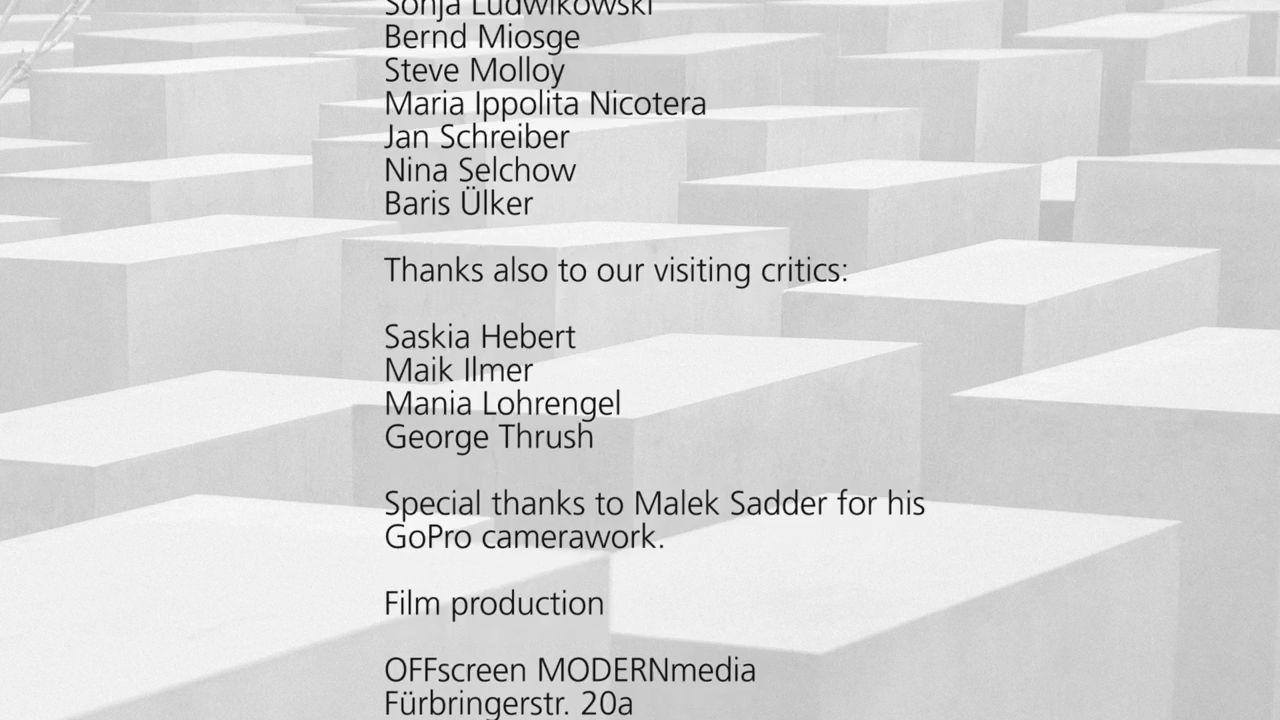 Sonja Ludwikowski
Bernd Miosge
Steve Molloy
Maria Ippolita Nicotera
Jan Schreiber
Nina Selchow
Baris Ülker
Thanks also to our visiting critics:
Saskia Hebert
Maik Ilmer
Mania Lohrengel
George Thrush
Special thanks to Malek Sadder for his
GoPro camerawork.
Film production
OFFscreen MODERNmedia
Fürbringerstr. 20a